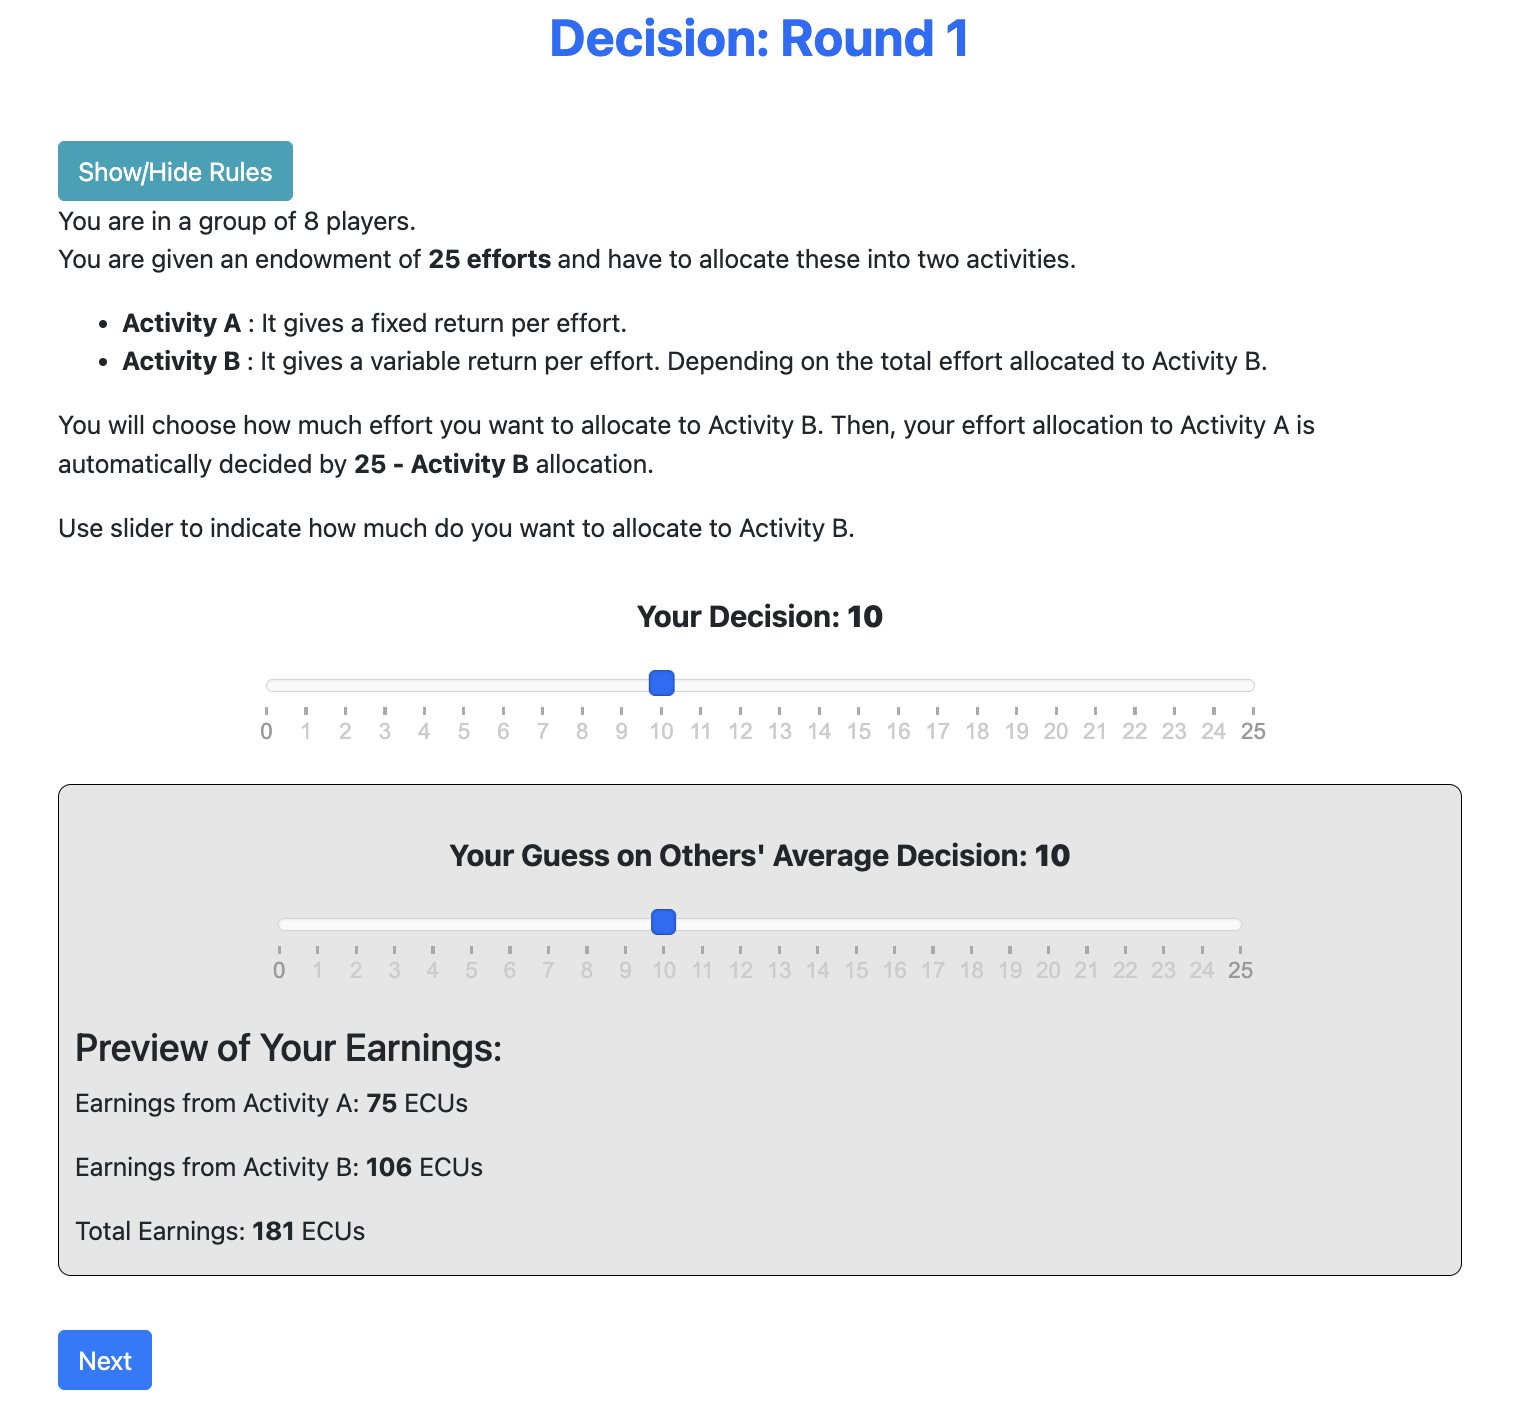 Decision: Round 1
Show/Hide Rules
You are in a group of 8 players.
You are given an endowment of 25 efforts and have to allocate these into two activities.
• Activity A : It gives a fixed return per effort.
• Activity B : It gives a variable return per effort. Depending on the total effort allocated to Activity B.
You will choose how much effort you want to allocate to Activity B. Then, your effort allocation to Activity A is
automatically decided by 25 - Activity B allocation.
Use slider to indicate how much do you want to allocate to Activity B.
Your Decision: 10
0 1 2 3 4 5 6 7 8 9 10 11 12 13 14 15 16 17 18 19 20 21 22 23 24 25
Your Guess on Others' Average Decision: 10
0 1 2 3 4 5 6 7 8 9 10 11 12 13 14 15 16 17 18 19 20 21 22 23 24 25
Preview of Your Earnings:
Earnings from Activity A: 75 ECUs
Earnings from Activity B: 106 ECUs
Total Earnings: 181 ECUs
Next